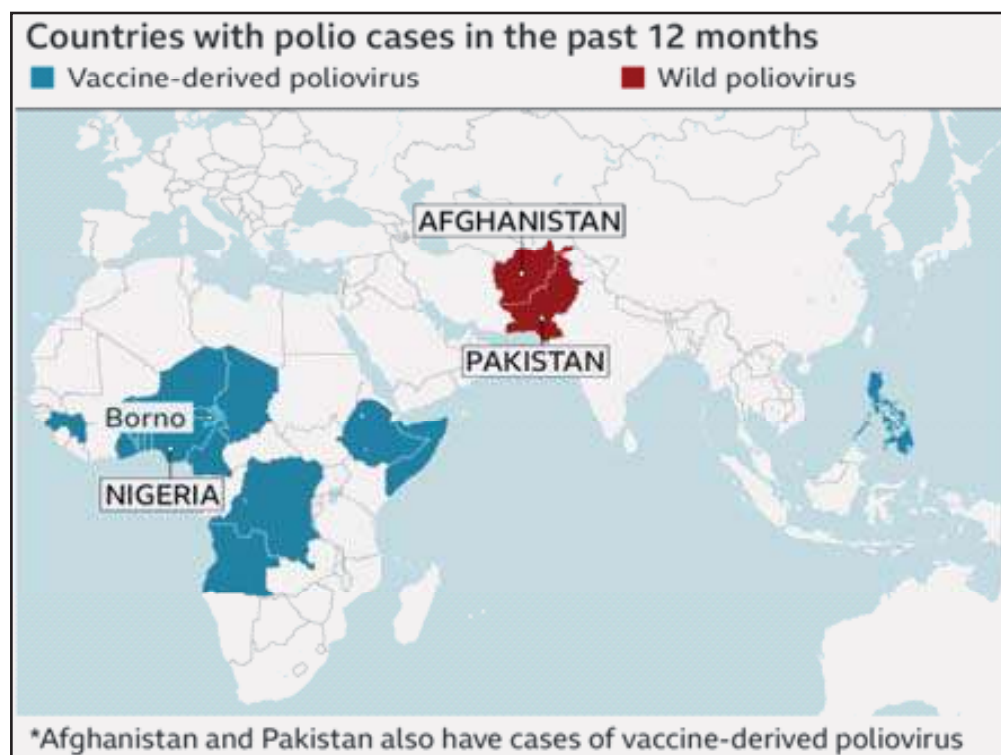 Countries with polio cases in the past 12 months
Vaccine-derived poliovirus
Wild poliovirus
AFGHANISTAN
PAKISTAN
Borno
NIGERIA
*Afghanistan and Pakistan also have cases of vaccine-derived poliovirus